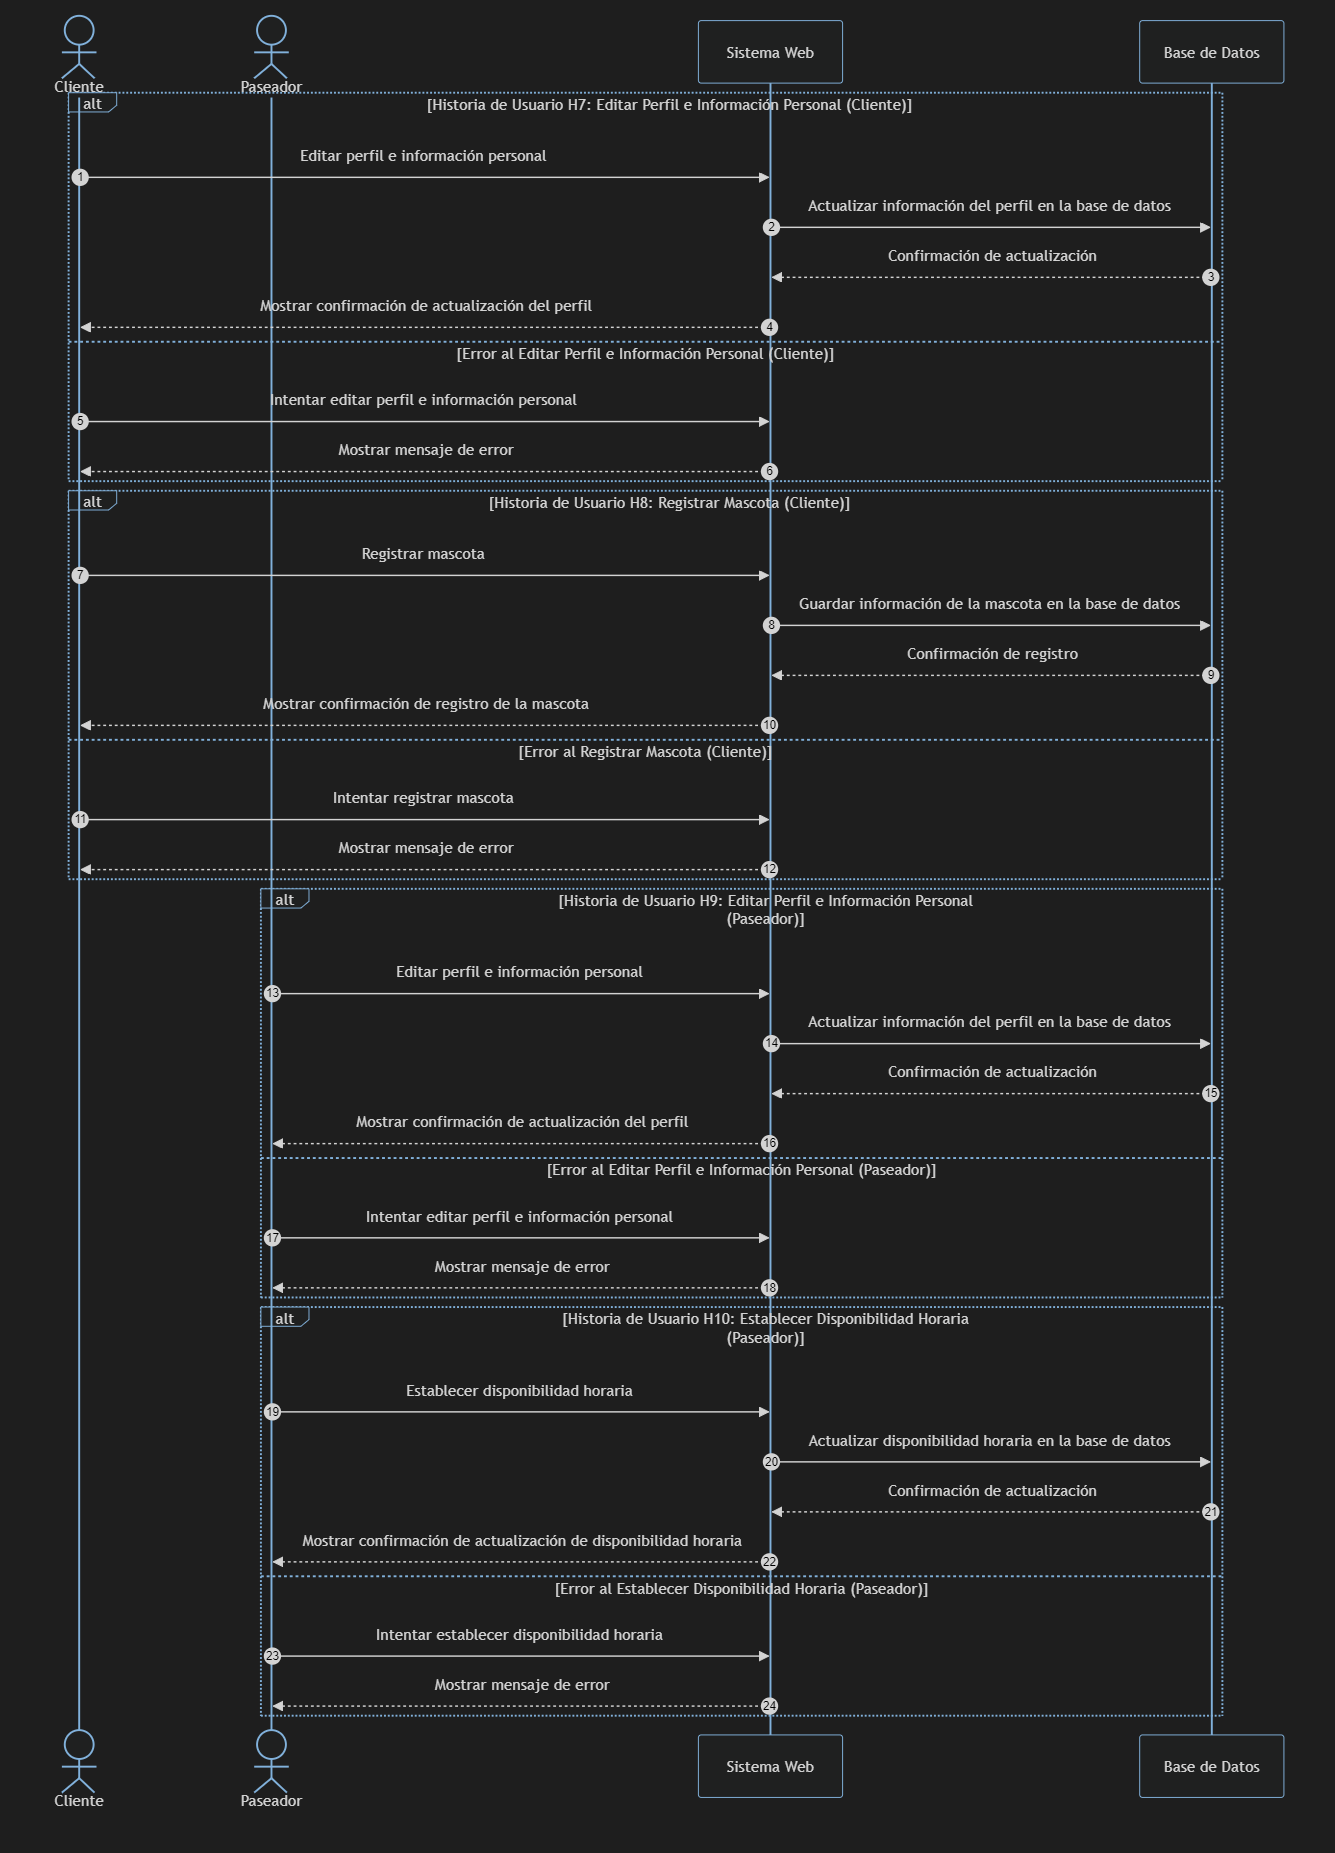 Cliente
Paseador
Sistema Web
Base de Datos
alt
[Historia de Usuario H7: Editar Perfil e Información Personal (Cliente)]
Editar perfil e información personal
1
Actualizar información del perfil en la base de datos
2
Confirmación de actualización
3
Mostrar confirmación de actualización del perfil
4
[Error al Editar Perfil e Información Personal (Cliente)]
Intentar editar perfil e información personal
5
Mostrar mensaje de error
6
alt
[Historia de Usuario H8: Registrar Mascota (Cliente)]
Registrar mascota
7
Guardar información de la mascota en la base de datos
8
Confirmación de registro
9
Mostrar confirmación de registro de la mascota
10
[Error al Registrar Mascota (Cliente)]
Intentar registrar mascota
11
Mostrar mensaje de error
12
alt
[Historia de Usuario H9: Editar Perfil e Información Personal
(Paseador)]
Editar perfil e información personal
13
Actualizar información del perfil en la base de datos
14
Confirmación de actualización
15
Mostrar confirmación de actualización del perfil
16
[Error al Editar Perfil e Información Personal (Paseador)]
Intentar editar perfil e información personal
17
Mostrar mensaje de error
18
alt
[Historia de Usuario H10: Establecer Disponibilidad Horaria
(Paseador)]
Establecer disponibilidad horaria
19
Actualizar disponibilidad horaria en la base de datos
20
Confirmación de actualización
21
Mostrar confirmación de actualización de disponibilidad horaria
22
[Error al Establecer Disponibilidad Horaria (Paseador)]
Intentar establecer disponibilidad horaria
23
Mostrar mensaje de error
24
Cliente
Paseador
Sistema Web
Base de Datos